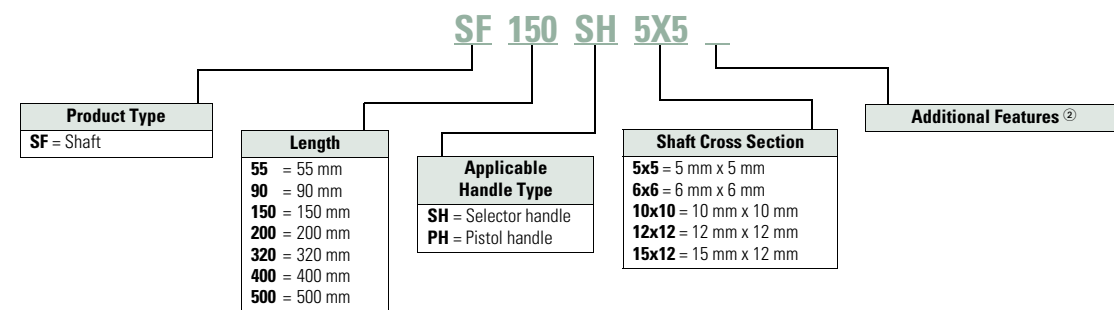 SF 150 SH 5X5 _
Product Type
SF = Shaft
Length
55 = 55 mm
90 = 90 mm
150 = 150 mm
200 = 200 mm
320 = 320 mm
400 = 400 mm
500 = 500 mm
Applicable
Handle Type
SH = Selector handle
PH = Pistol handle
Shaft Cross Section
5x5 = 5 mm x 5 mm
6x6 = 6 mm x 6 mm
10x10 = 10 mm x 10 mm
12x12 = 12 mm x 12 mm
15x12 = 15 mm x 12 mm
Additional Features ②